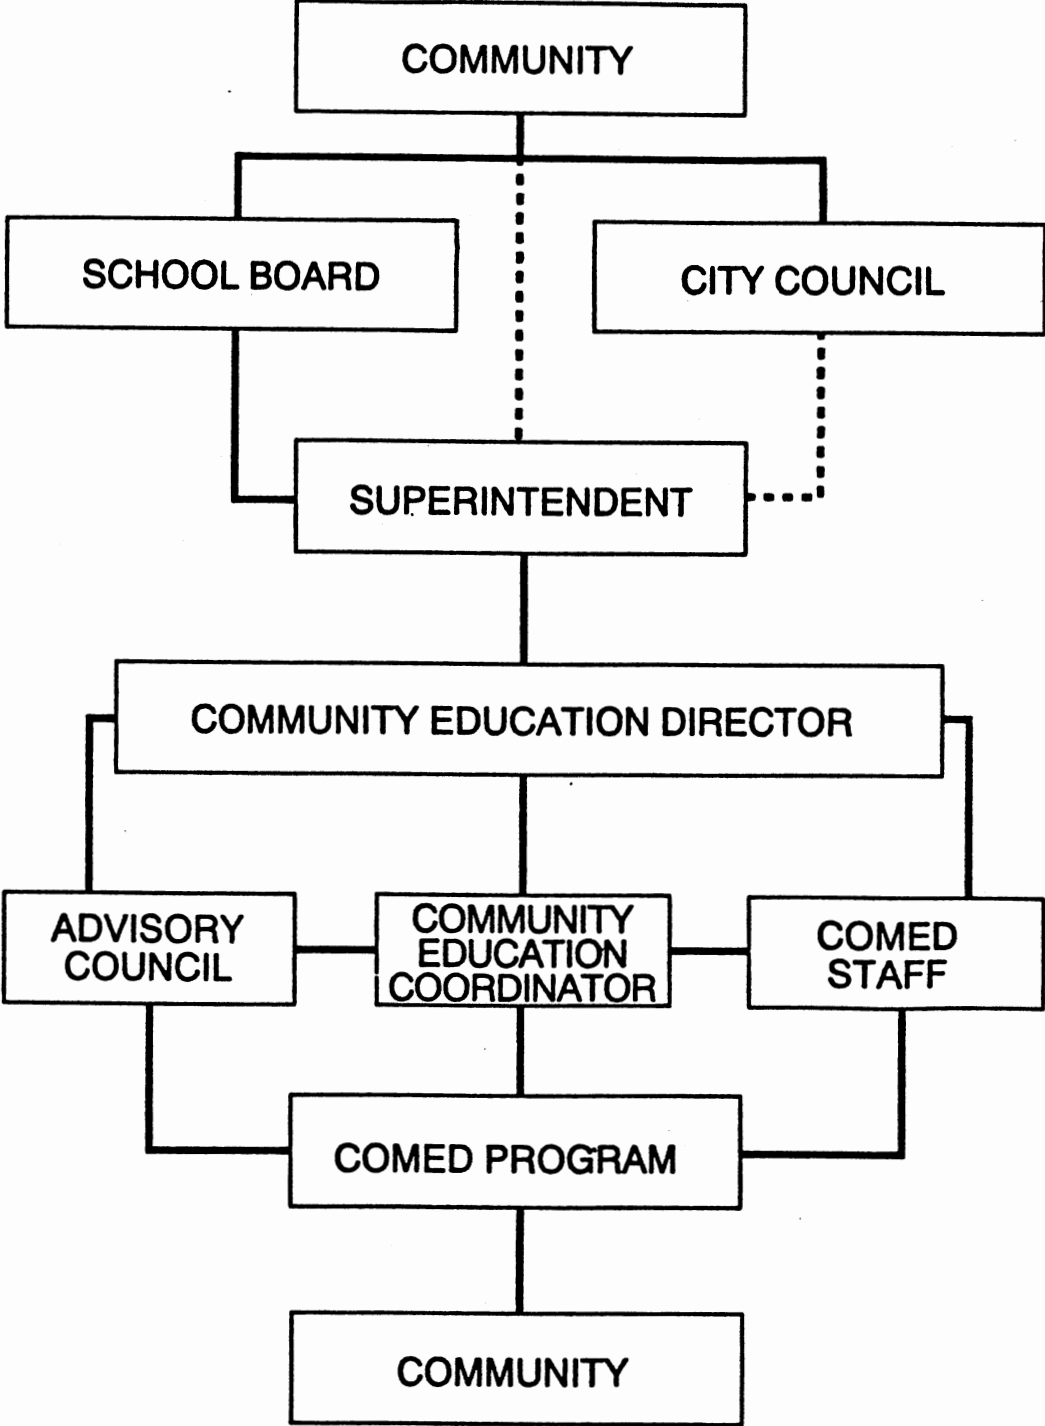 COMMUNITY
SCHOOL BOARD
CITY COUNCIL
SUPERINTENDENT
COMMUNITY EDUCATION DIRECTOR
ADVISORY
COUNCIL
COMMUNITY
EDUCATION
COORDINATOR
COMED
STAFF
COMED PROGRAM
COMMUNITY